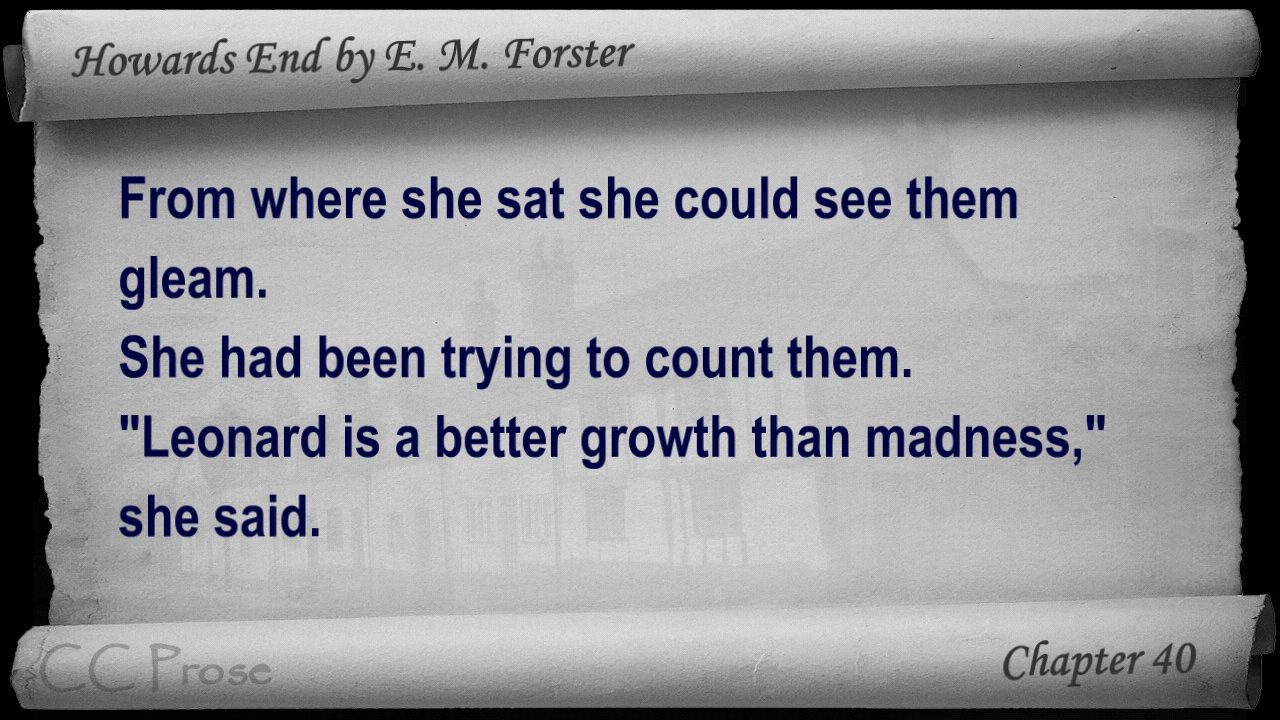 Howards End by E. M. Forster
From where she sat she could see them
gleam.
She had been trying to count them.
"Leonard is a better growth than madness,"
she said.
CC Prose
Chapter 40